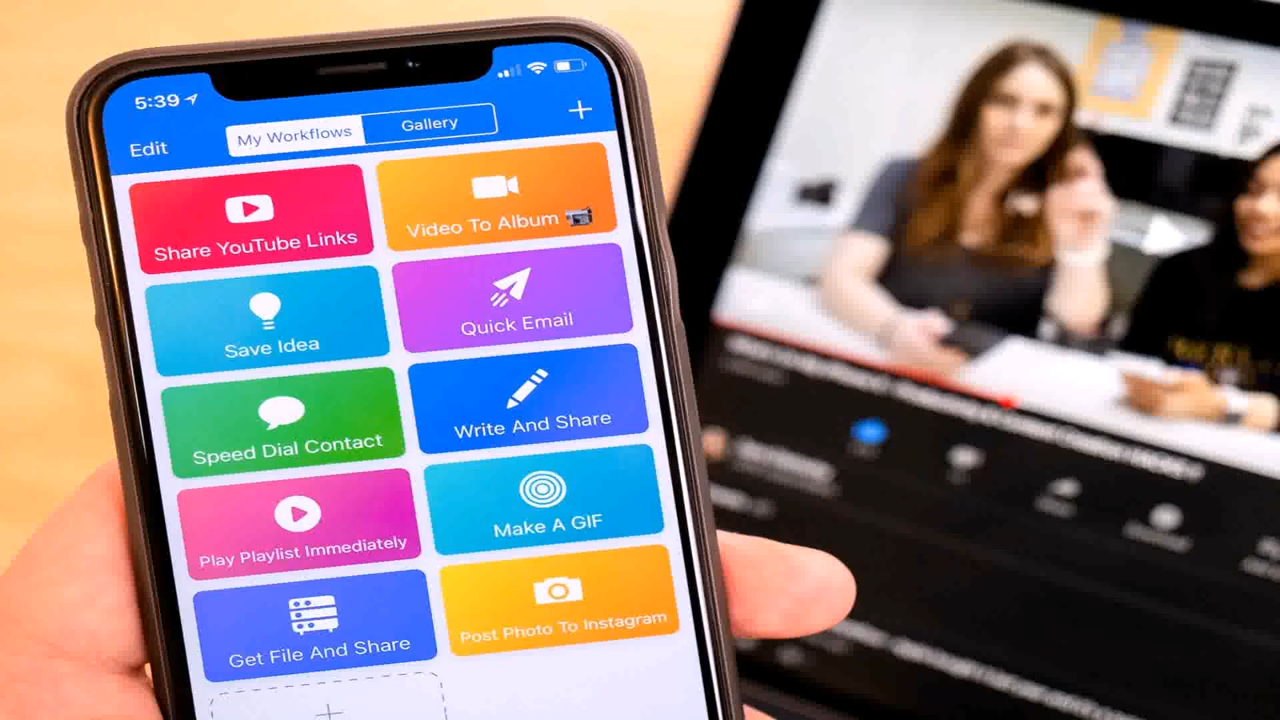 5:39
Edit
My Workflows
Gallery
+
Share YouTube Links
Video To Album
Save Idea
Quick Email
Speed Dial Contact
Write And Share
Play Playlist Immediately
Make A GIF
Get File And Share
Post Photo To Instagram
+